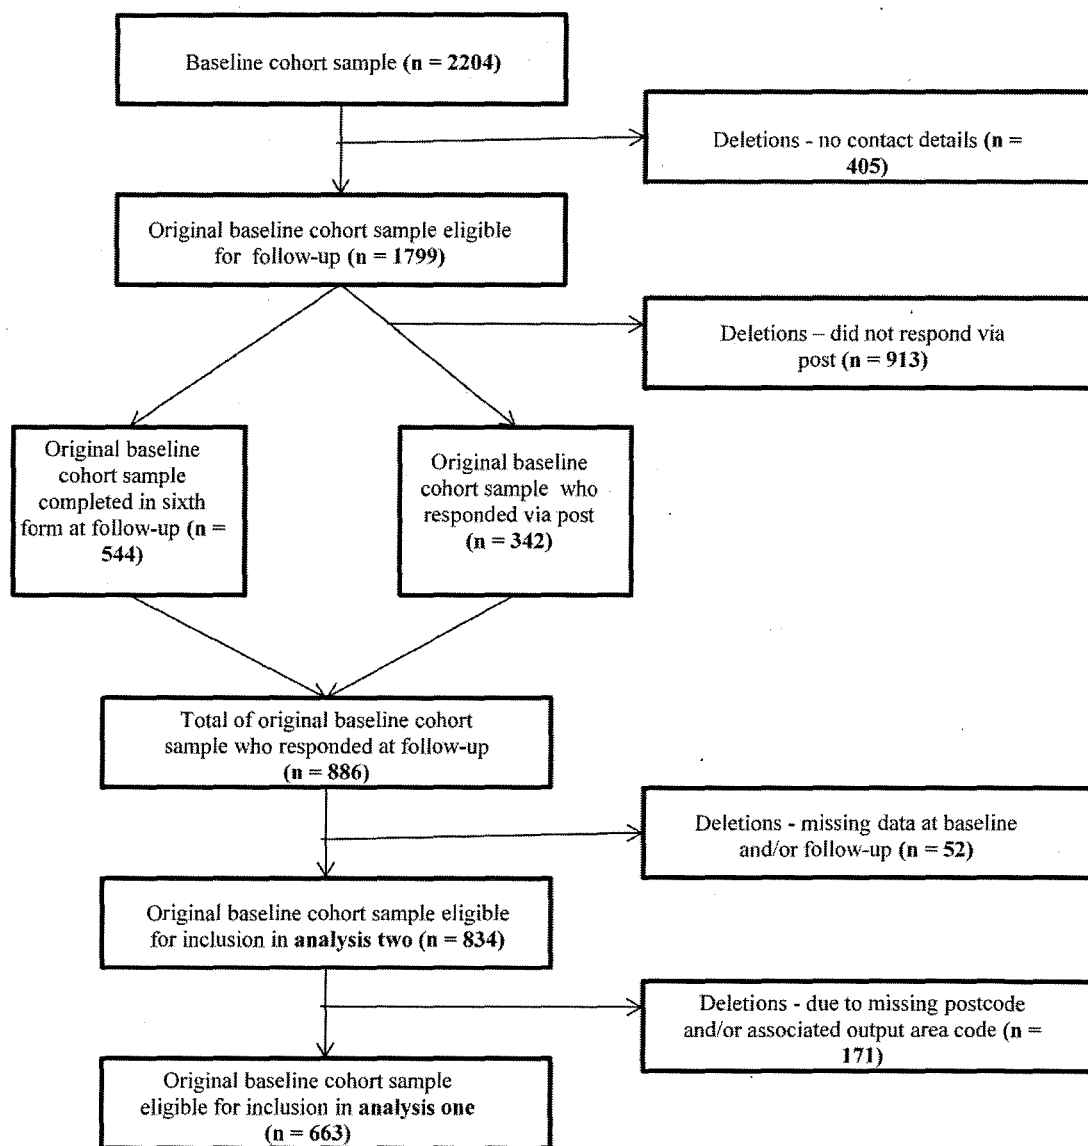 Baseline cohort sample (n = 2204)
Deletions - no contact details (n =
405)
Original baseline cohort sample eligible
for follow-up (n = 1799)
Deletions – did not respond via
post (n = 913)
Original baseline
cohort sample
completed in sixth
form at follow-up (n =
544)
Original baseline
cohort sample who
responded via post
(n = 342)
Total of original baseline cohort
sample who responded at follow-up
(n = 886)
Deletions - missing data at baseline
and/or follow-up (n = 52)
Original baseline cohort sample eligible
for inclusion in analysis two (n = 834)
Deletions - due to missing postcode
and/or associated output area code (n =
171)
Original baseline cohort sample
eligible for inclusion in analysis one
(n = 663)